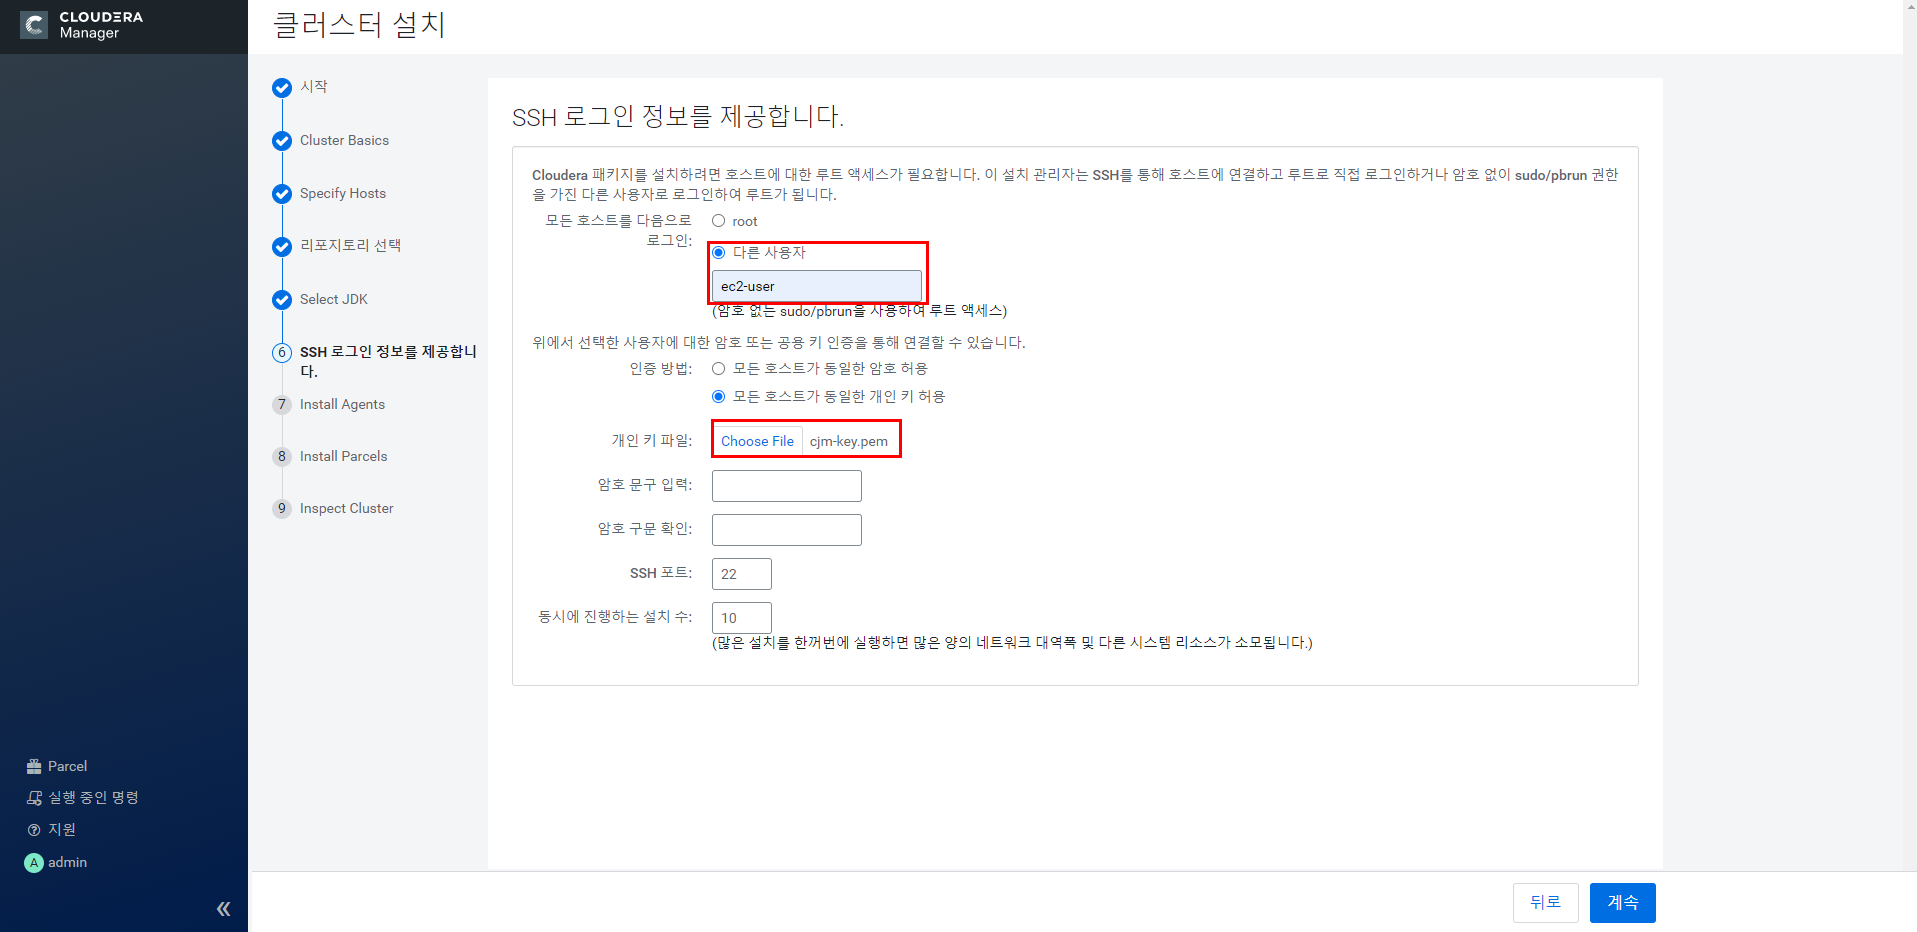 CLOUDERA
Manager
클러스터 설치
시작
Cluster Basics
Specify Hosts
리포지토리 선택
Select JDK
6 SSH 로그인 정보를 제공합니
다.
7 Install Agents
8 Install Parcels
9 Inspect Cluster
Parcel
실행 중인 명령
지원
A admin
SSH 로그인 정보를 제공합니다.
Cloudera 패키지를 설치하려면 호스트에 대한 루트 액세스가 필요합니다. 이 설치 관리자는 SSH를 통해 호스트에 연결하고 루트로 직접 로그인하거나 암호 없이 sudo/pbrun 권한
을 가진 다른 사용자로 로그인하여 루트가 됩니다.
모든 호스트를 다음으로
로그인:
root
다른 사용자
ec2-user
(암호 없는 sudo/pbrun을 사용하여 루트 액세스)
위에서 선택한 사용자에 대한 암호 또는 공용 키 인증을 통해 연결할 수 있습니다.
인증 방법:
모든 호스트가 동일한 암호 허용
모든 호스트가 동일한 개인 키 허용
개인 키 파일:
Choose File cjm-key.pem
암호 문구 입력:
암호 구문 확인:
SSH 포트:
22
동시에 진행하는 설치 수:
10
(많은 설치를 한꺼번에 실행하면 많은 양의 네트워크 대역폭 및 다른 시스템 리소스가 소모됩니다.)
뒤로
계속